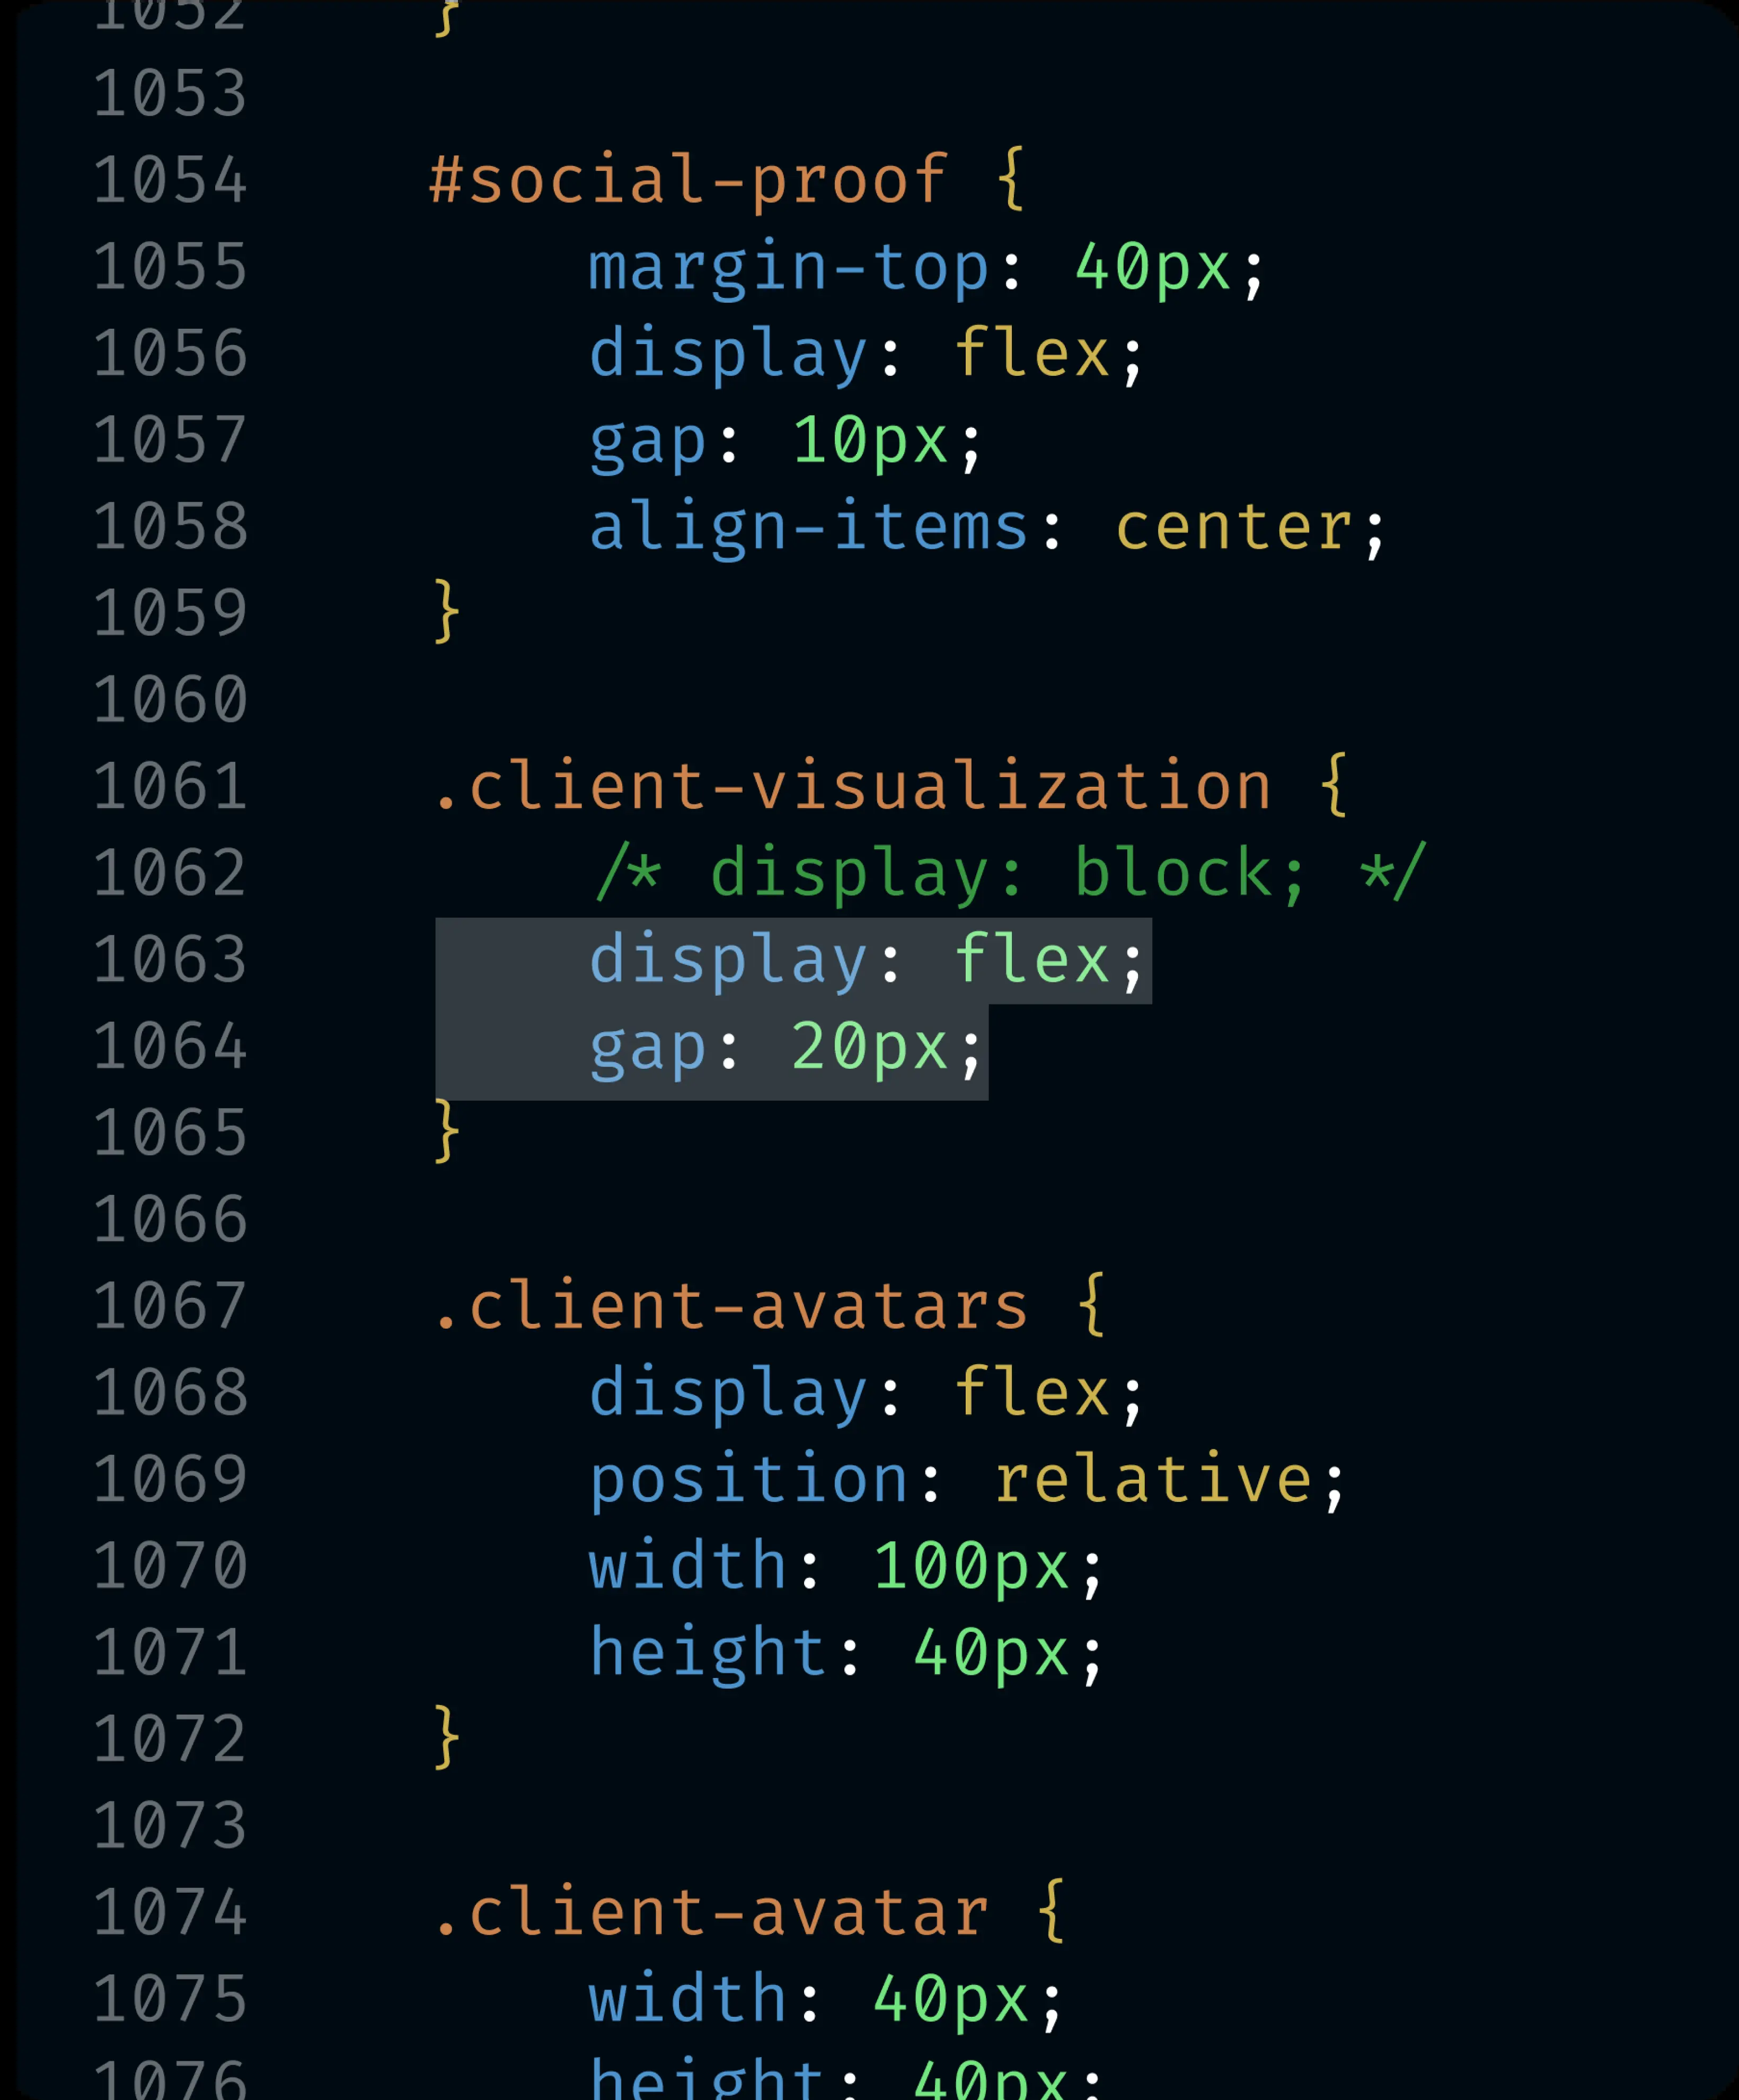 1052 }
1053
1054 #social-proof {
1055 margin-top: 40px;
1056 display: flex;
1057 gap: 10px;
1058 align-items: center;
1059 }
1060
1061 .client-visualization {
1062 /* display: block; */
1063 display: flex;
1064 gap: 20px;
1065 }
1066
1067 .client-avatars {
1068 display: flex;
1069 position: relative;
1070 width: 100px;
1071 height: 40px;
1072 }
1073
1074 .client-avatar {
1075 width: 40px;
1076 height: 40px;